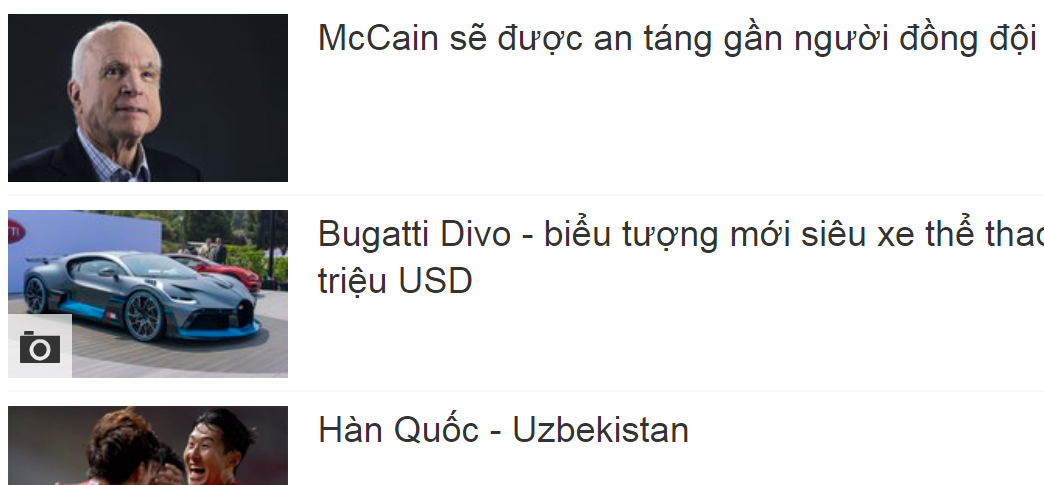 McCain sẽ được an táng gần người đồng đội
Bugatti Divo - biểu tượng mới siêu xe thể thao
triệu USD
Hàn Quốc - Uzbekistan